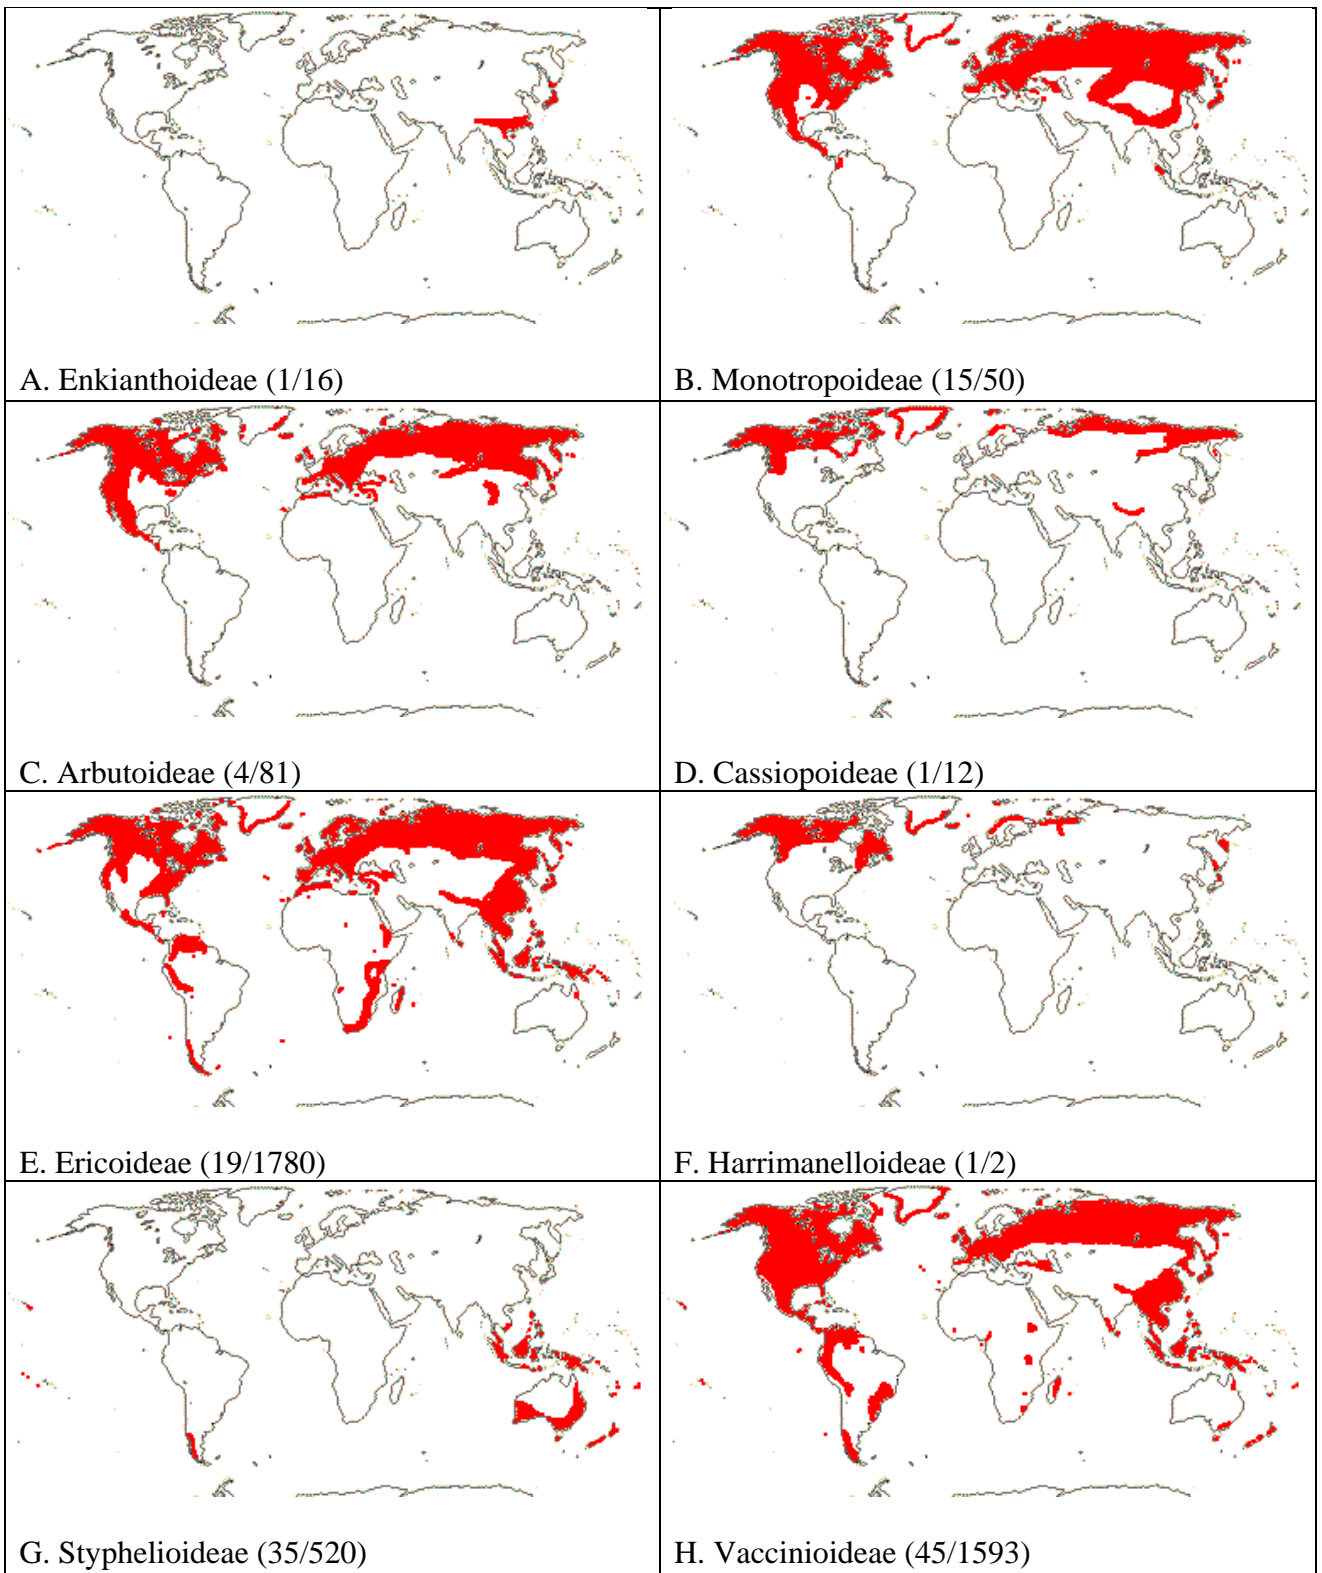 A. Enkianthoideae (1/16)
B. Monotropoideae (15/50)
C. Arbutoideae (4/81)
D. Cassiopoideae (1/12)
E. Ericoideae (19/1780)
F. Harrimanelloideae (1/2)
G. Styphelioideae (35/520)
H. Vaccinioideae (45/1593)